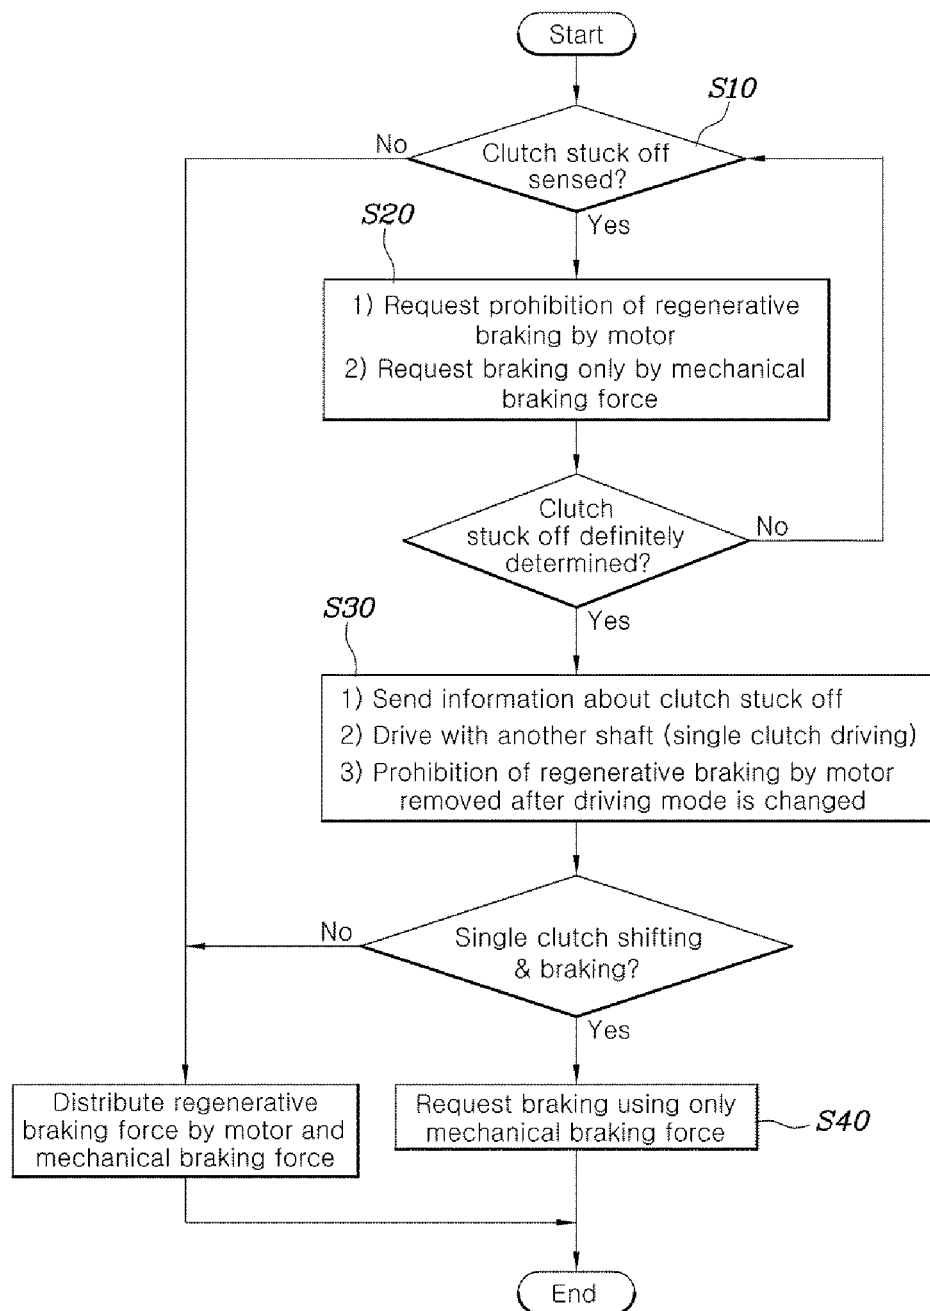 Start
S10
No
Clutch stuck off
sensed?
Yes
S20
1) Request prohibition of regenerative
braking by motor
2) Request braking only by mechanical
braking force
Clutch
stuck off definitely
determined?
No
Yes
S30
1) Send information about clutch stuck off
2) Drive with another shaft (single clutch driving)
3) Prohibition of regenerative braking by motor
removed after driving mode is changed
No
Single clutch shifting
& braking?
Yes
Distribute regenerative
braking force by motor and
mechanical braking force
Request braking using only
mechanical braking force
S40
End